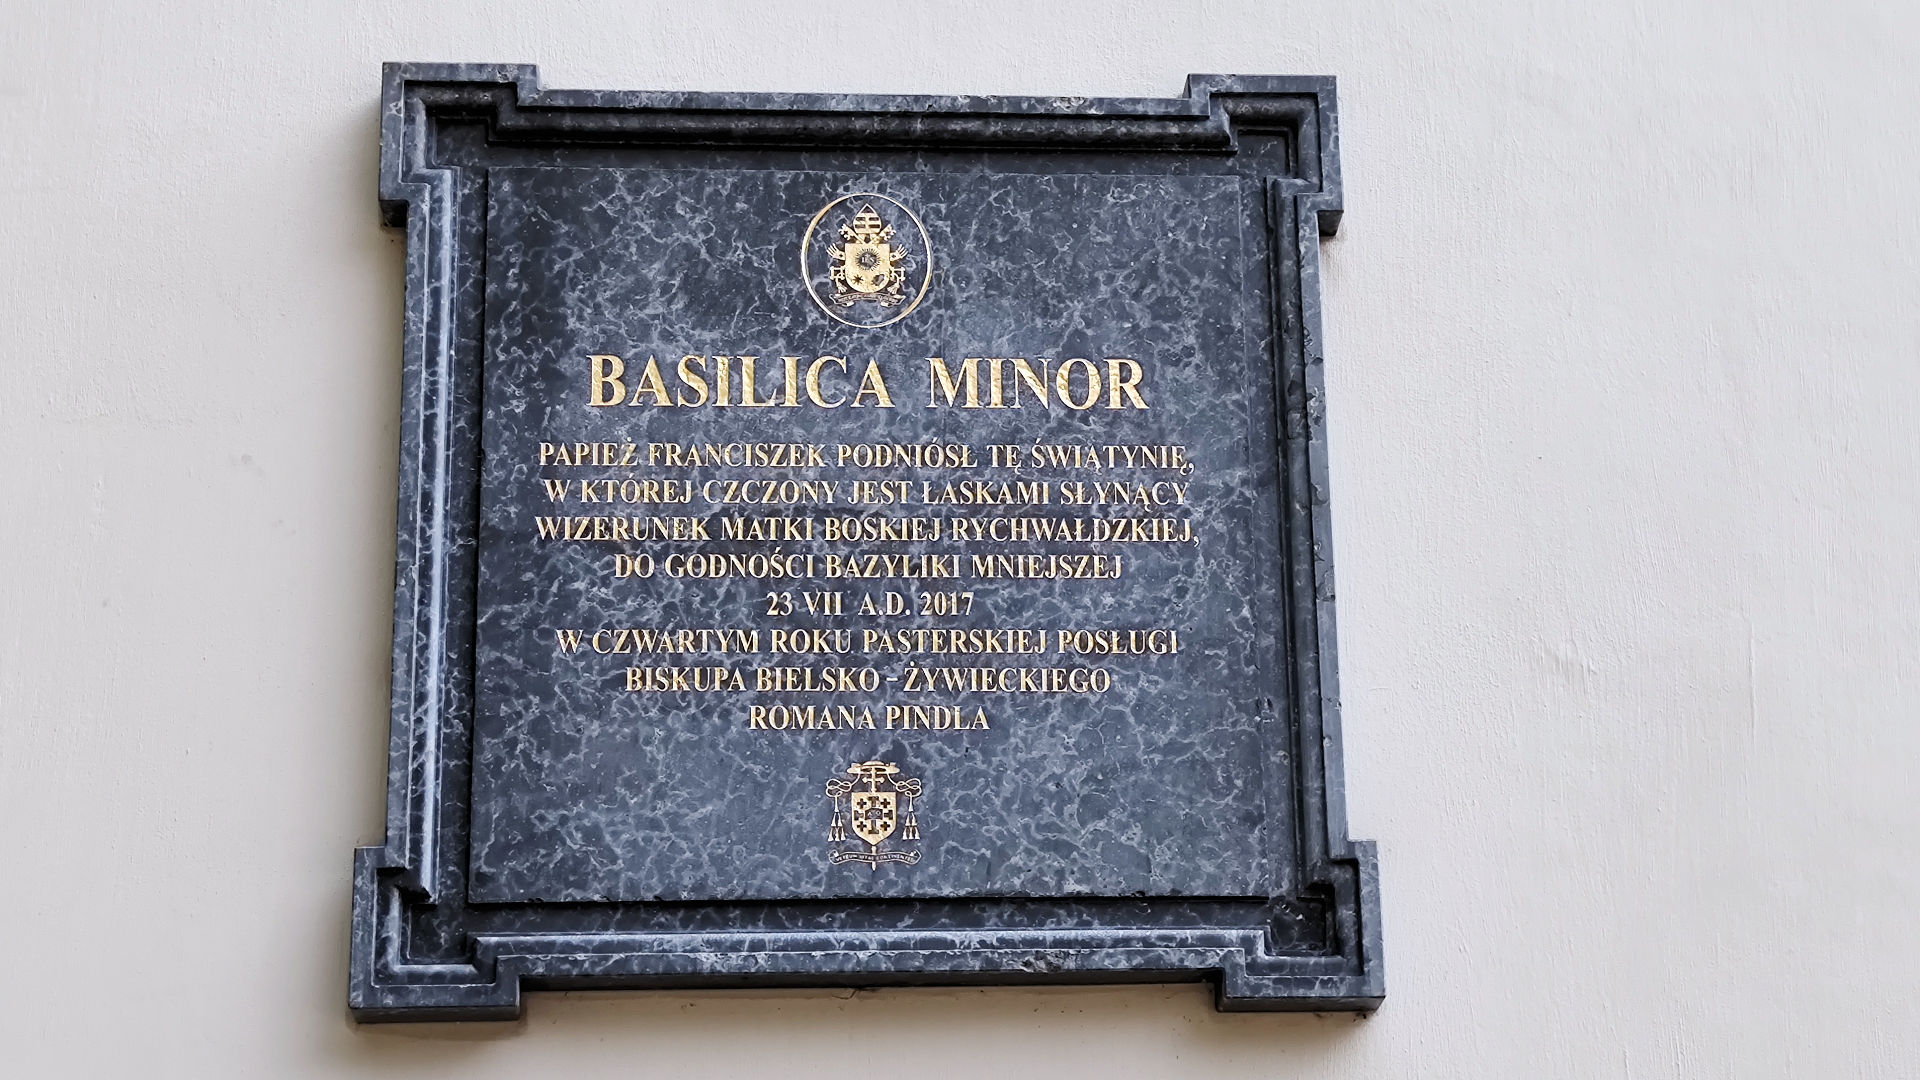 BASILICA MINOR
PAPIEŻ FRANCISZEK PODNIÓSŁ TĘ ŚWIĄTYNIĘ,
W KTÓREJ CZCZONY JEST ŁASKAMI SŁYNĄCY
WIZERUNEK MATKI BOSKIEJ RYCHWAŁDZKIEJ,
DO GODNOŚCI BAZYLIKI MNIEJSZEJ
23 VII A.D. 2017
W CZWARTYM ROKU PASTERSKIEJ POSŁUGI
BISKUPA BIELSKO - ŻYWIECKIEGO
ROMANA PINDLA